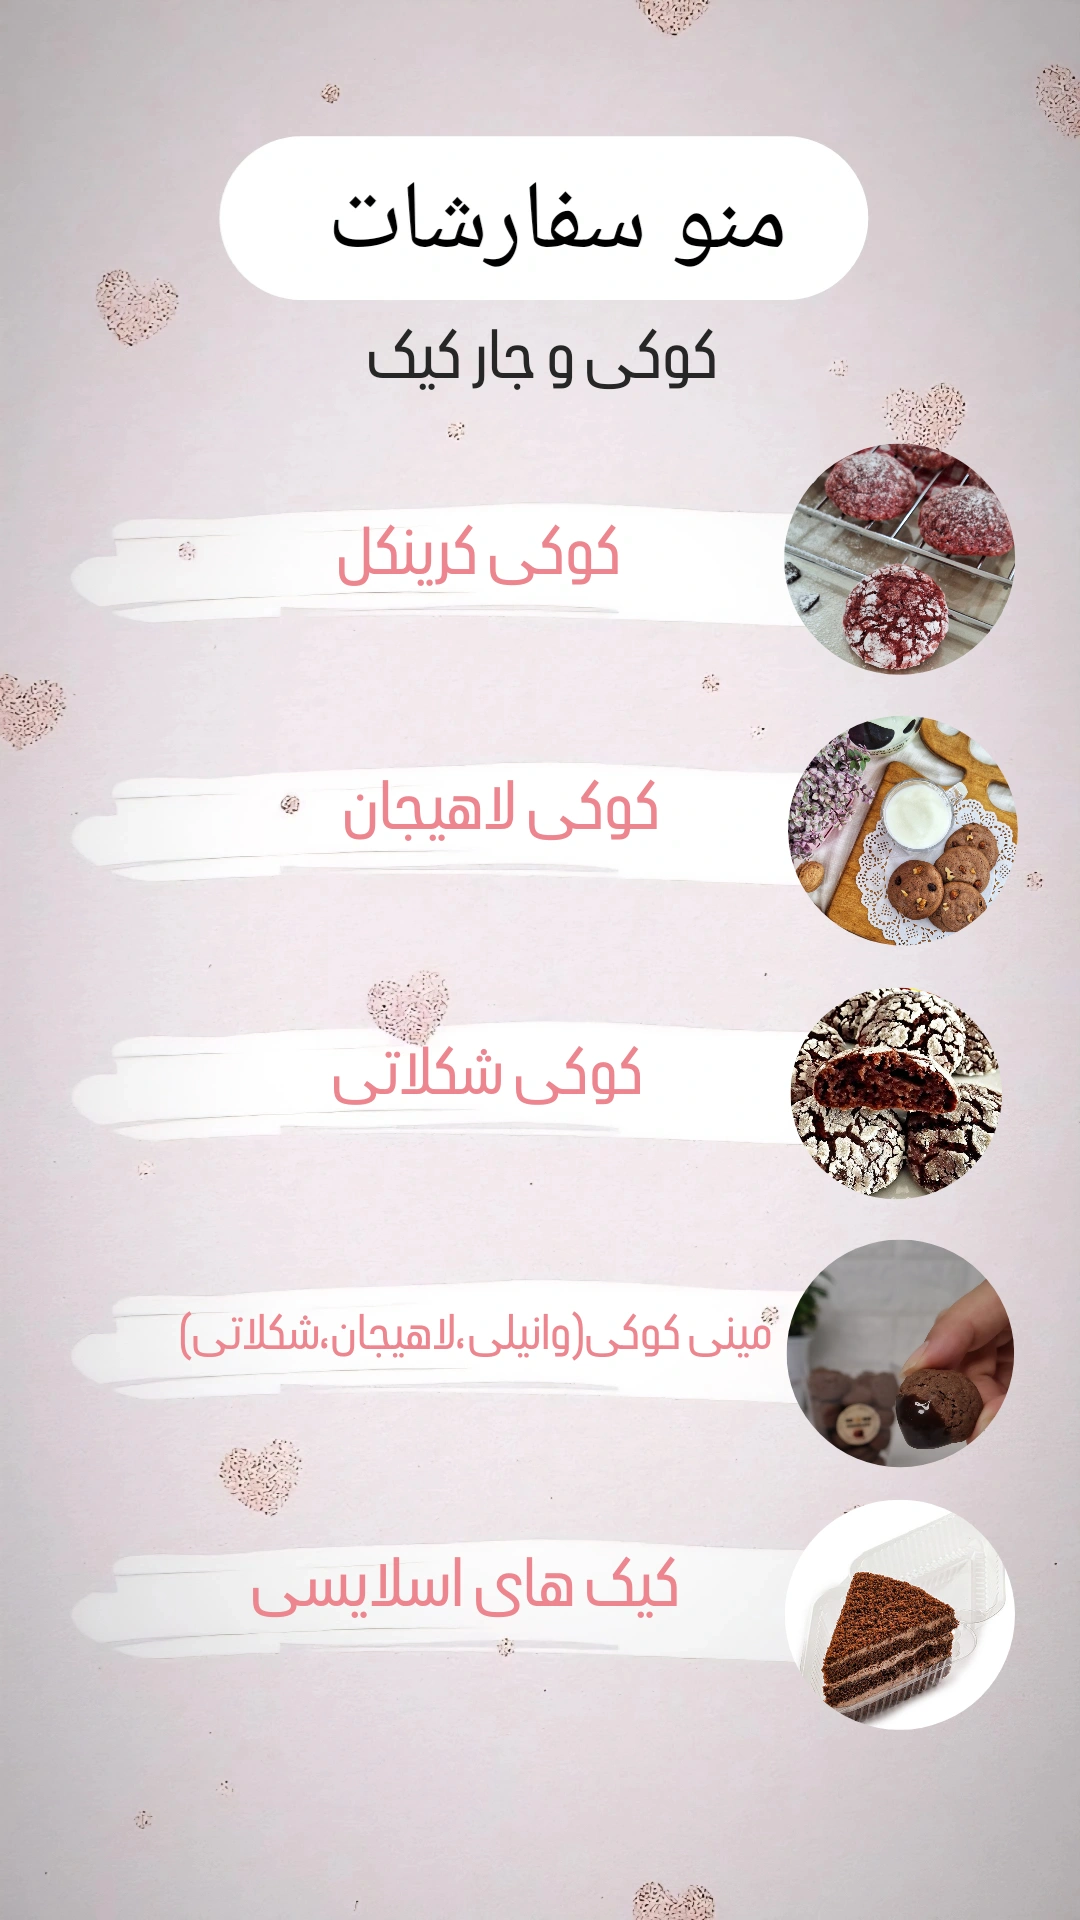 منو سفارشات
کوکی و جار کیک
کوکی کرینکل
کوکی لاهیجان
کوکی شکلاتی
مینی کوکی(وانیلی،لاهیجان،شکلاتی)
کیک های اسلایسی